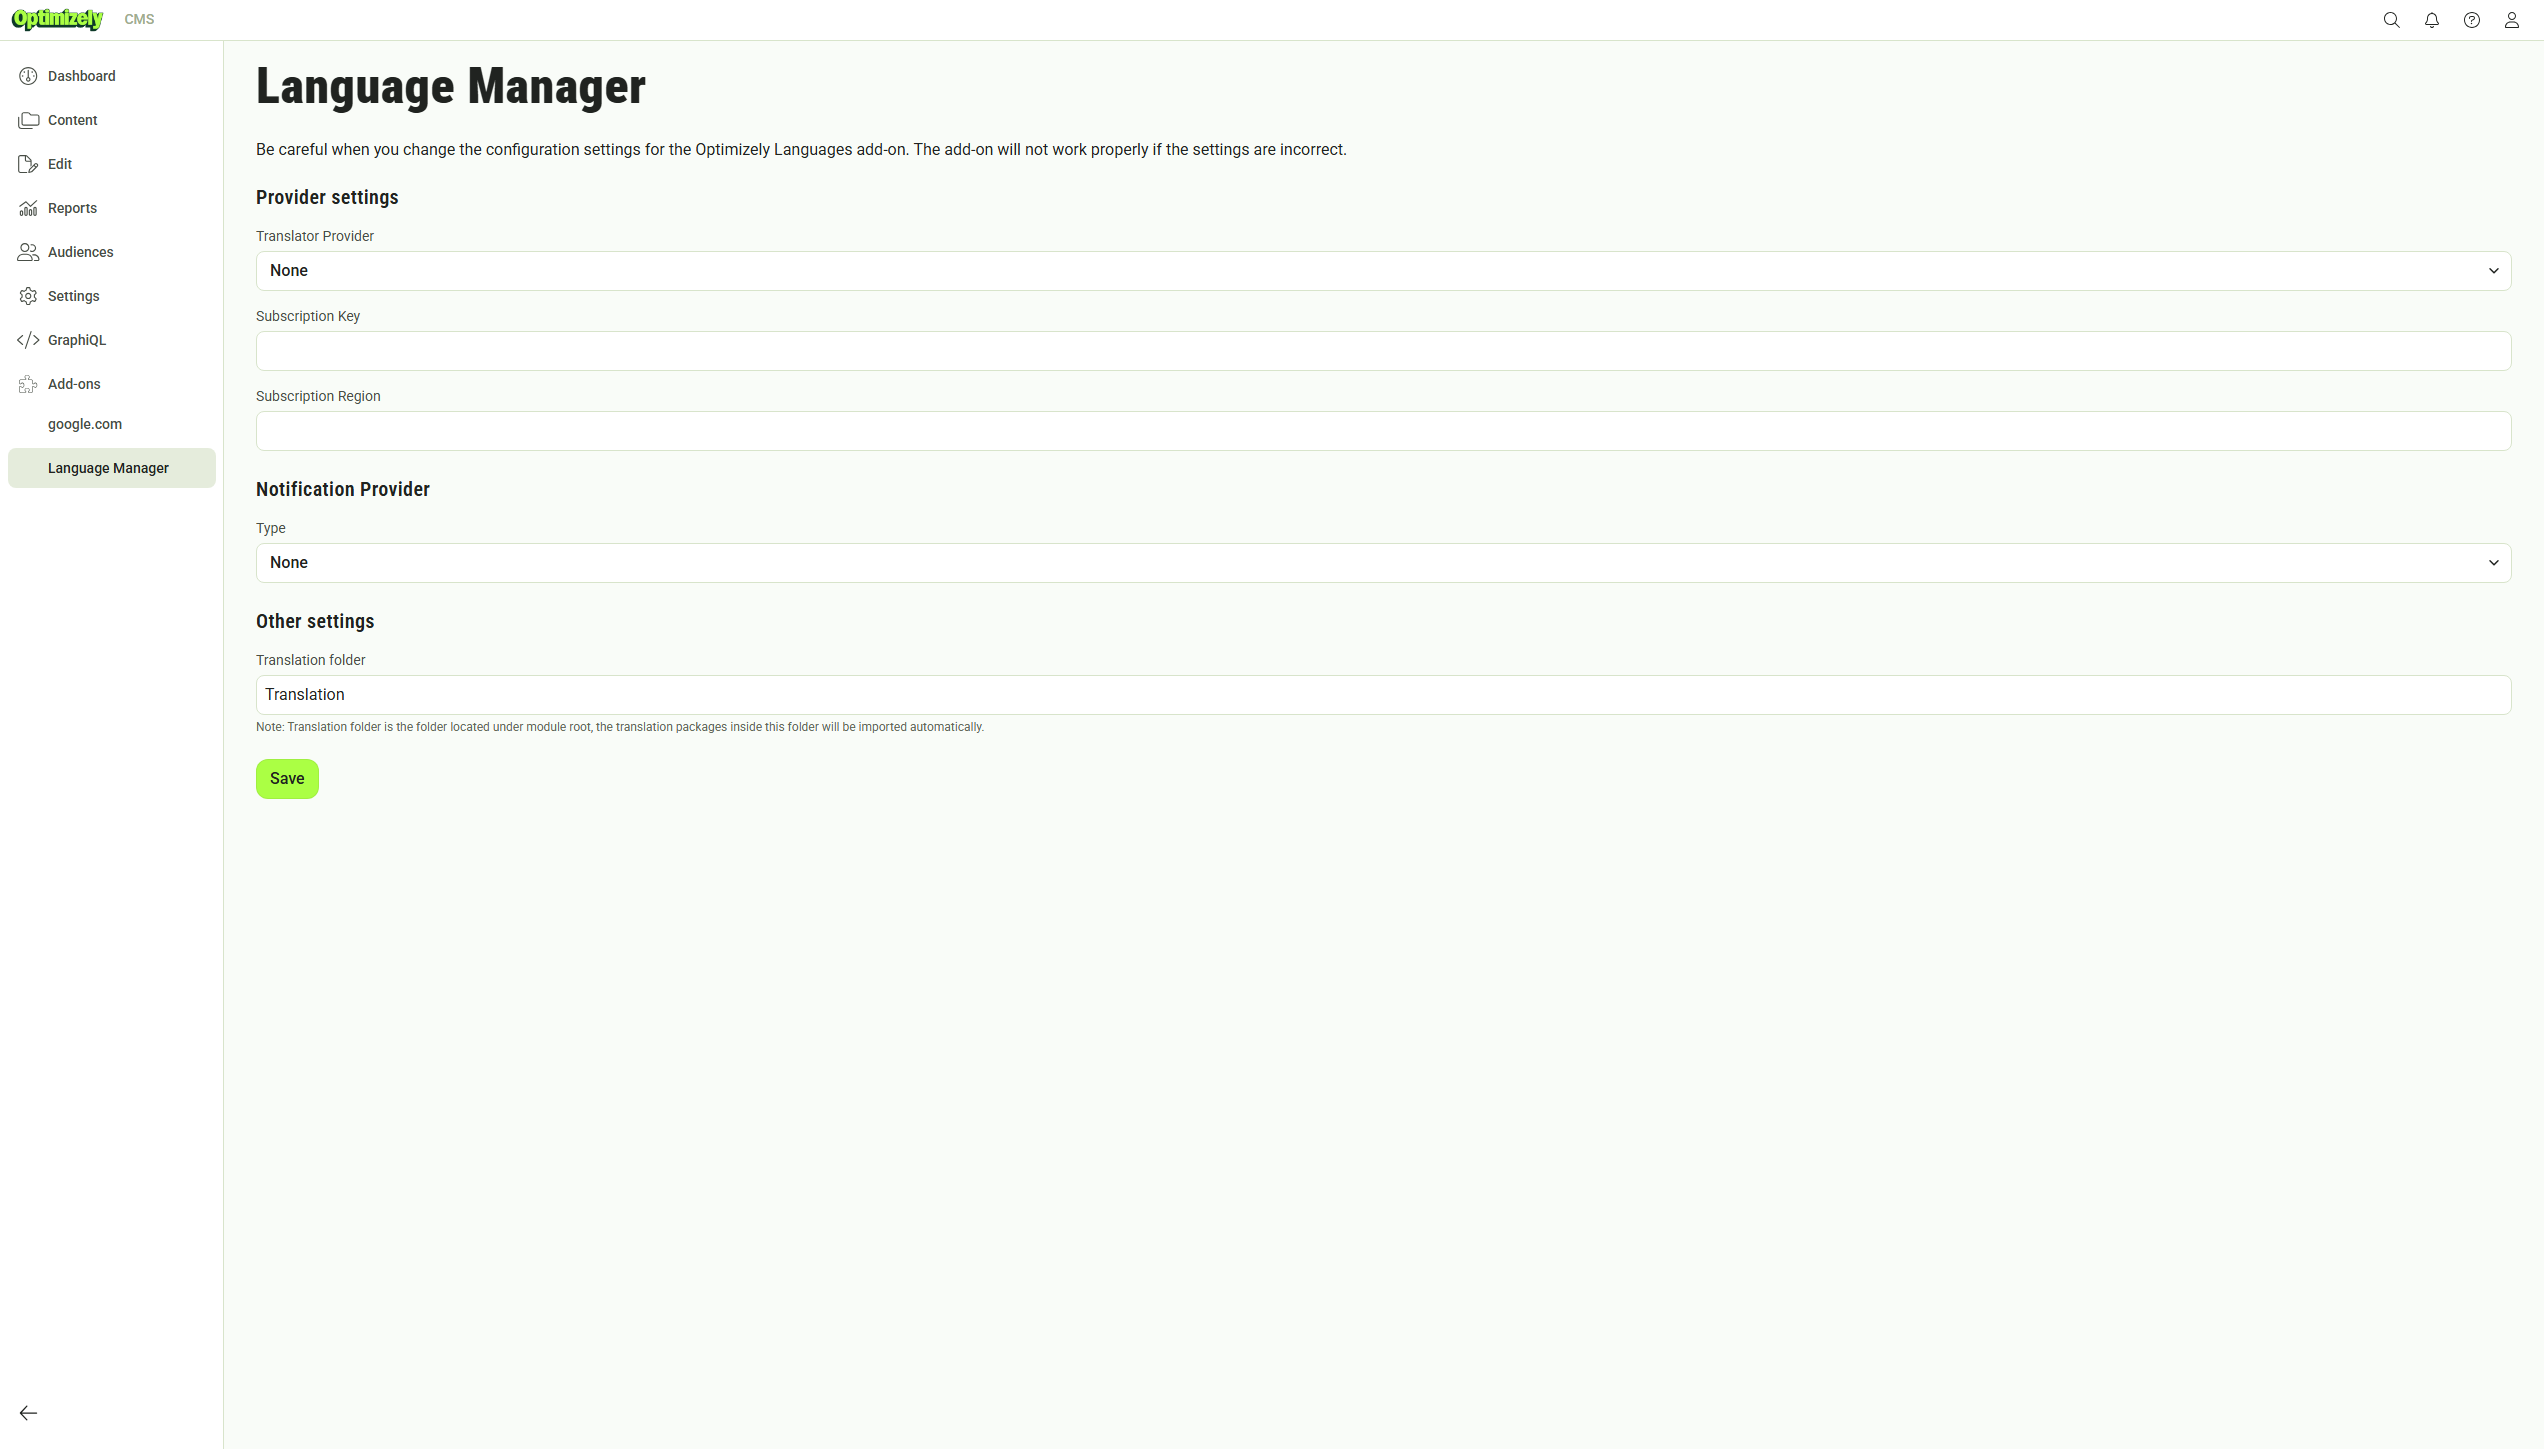 Optimizely CMS
Dashboard
Content
Edit
Reports
Audiences
Settings
GraphiQL
Add-ons
google.com
Language Manager
Language Manager
Be careful when you change the configuration settings for the Optimizely Languages add-on. The add-on will not work properly if the settings are incorrect.
Provider settings
Translator Provider
None
Subscription Key
Subscription Region
Notification Provider
Type
None
Other settings
Translation folder
Translation
Note: Translation folder is the folder located under module root, the translation packages inside this folder will be imported automatically.
Save